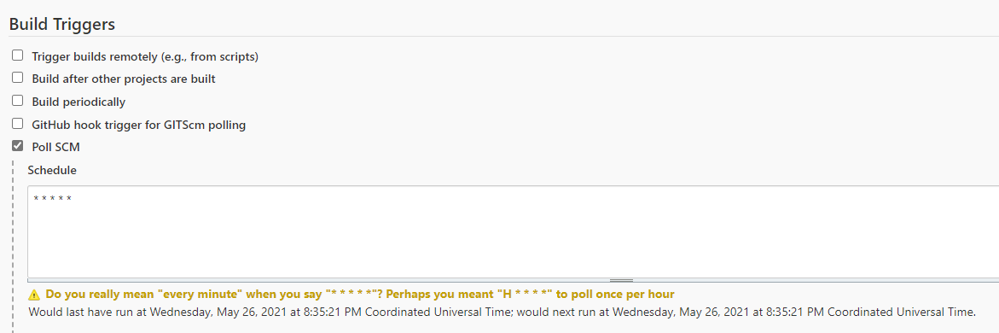 Build Triggers
Trigger builds remotely (e.g., from scripts)
Build after other projects are built
Build periodically
GitHub hook trigger for GITScm polling
Poll SCM
Schedule
* * * * *
Do you really mean "every minute" when you say "* * * * *"? Perhaps you meant "H * * * *" to poll once per hour
Would last have run at Wednesday, May 26, 2021 at 8:35:21 PM Coordinated Universal Time; would next run at Wednesday, May 26, 2021 at 8:35:21 PM Coordinated Universal Time.